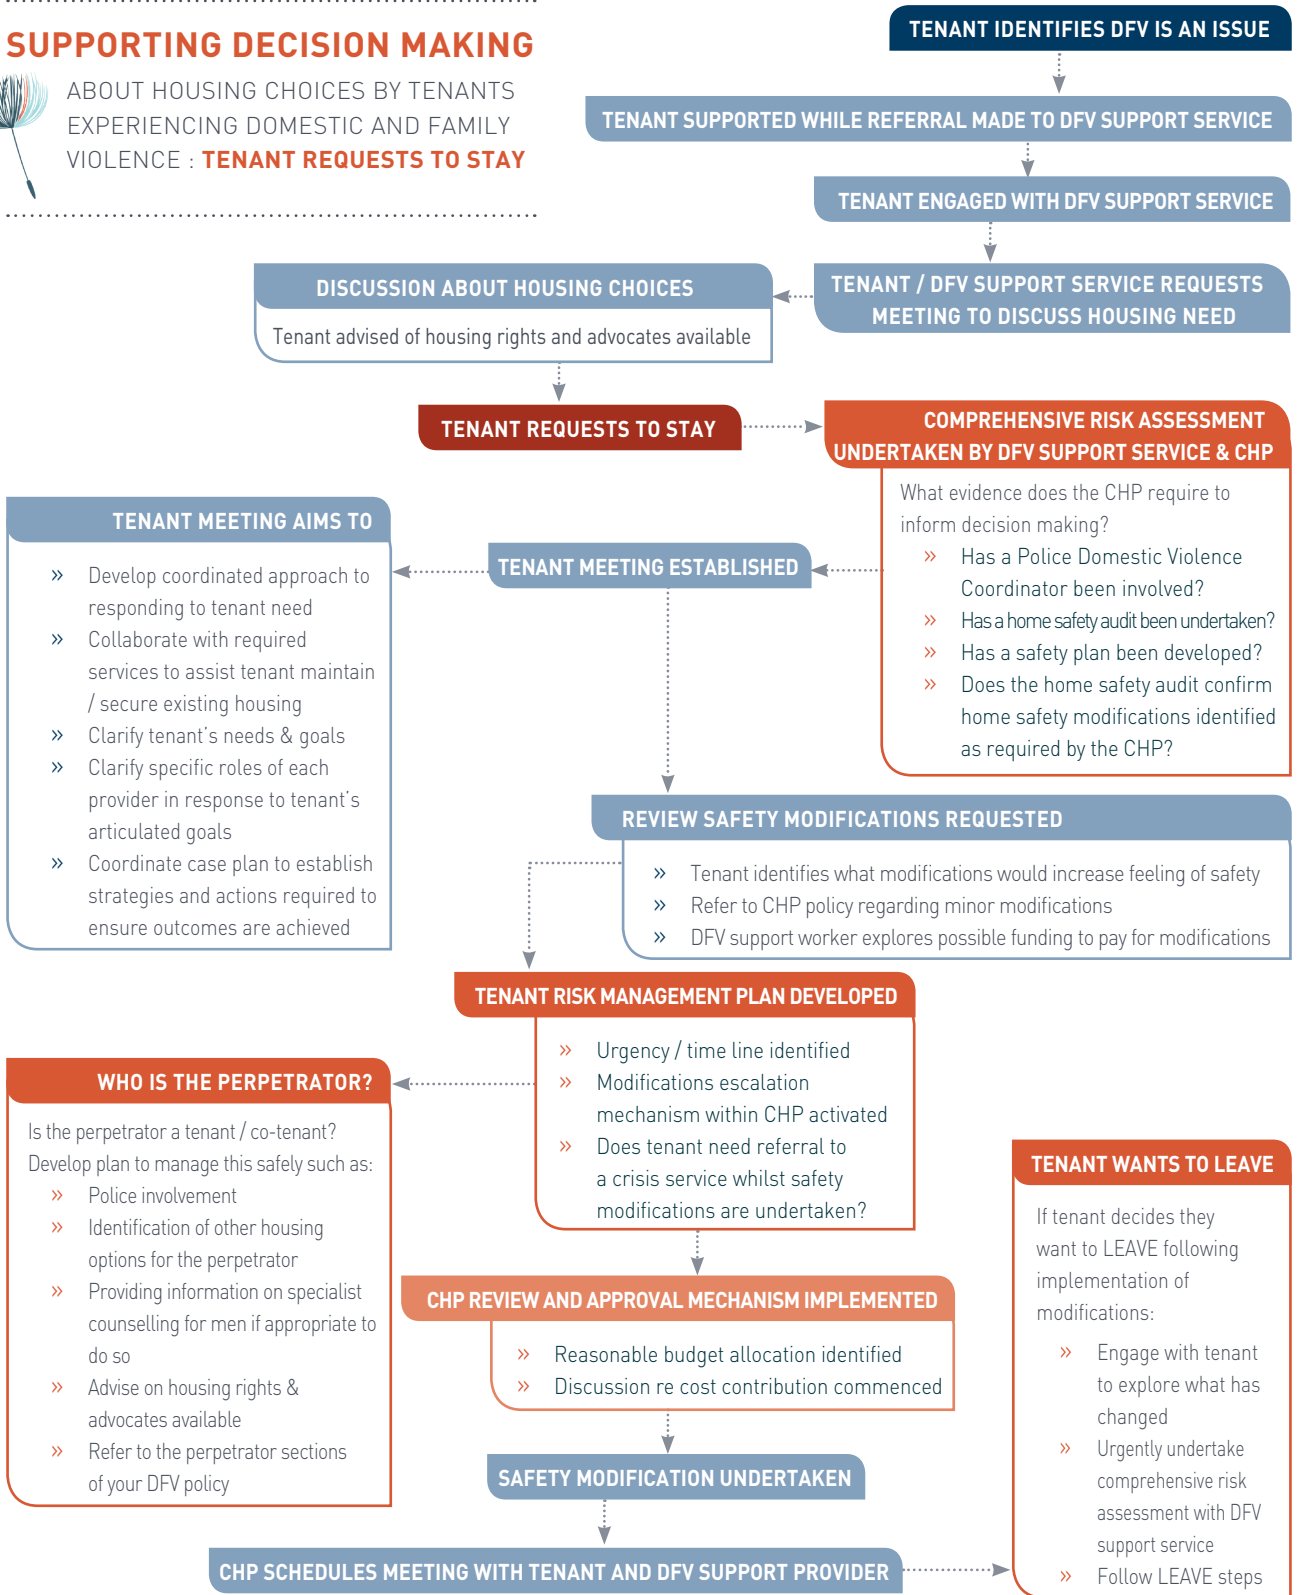 SUPPORTING DECISION MAKING
ABOUT HOUSING CHOICES BY TENANTS
EXPERIENCING DOMESTIC AND FAMILY
VIOLENCE : TENANT REQUESTS TO STAY
TENANT IDENTIFIES DFV IS AN ISSUE
TENANT SUPPORTED WHILE REFERRAL MADE TO DFV SUPPORT SERVICE
TENANT ENGAGED WITH DFV SUPPORT SERVICE
TENANT / DFV SUPPORT SERVICE REQUESTS
MEETING TO DISCUSS HOUSING NEED
DISCUSSION ABOUT HOUSING CHOICES
Tenant advised of housing rights and advocates available
TENANT REQUESTS TO STAY
COMPREHENSIVE RISK ASSESSMENT
UNDERTAKEN BY DFV SUPPORT SERVICE & CHP
What evidence does the CHP require to
inform decision making?
» Has a Police Domestic Violence
Coordinator been involved?
» Has a home safety audit been undertaken?
» Has a safety plan been developed?
» Does the home safety audit confirm
home safety modifications identified
as required by the CHP?
TENANT MEETING ESTABLISHED
TENANT MEETING AIMS TO
» Develop coordinated approach to
responding to tenant need
» Collaborate with required
services to assist tenant maintain
/ secure existing housing
» Clarify tenant's needs & goals
» Clarify specific roles of each
provider in response to tenant's
articulated goals
» Coordinate case plan to establish
strategies and actions required to
ensure outcomes are achieved
REVIEW SAFETY MODIFICATIONS REQUESTED
» Tenant identifies what modifications would increase feeling of safety
» Refer to CHP policy regarding minor modifications
» DFV support worker explores possible funding to pay for modifications
TENANT RISK MANAGEMENT PLAN DEVELOPED
» Urgency / time line identified
» Modifications escalation
mechanism within CHP activated
» Does tenant need referral to
a crisis service whilst safety
modifications are undertaken?
WHO IS THE PERPETRATOR?
Is the perpetrator a tenant / co-tenant?
Develop plan to manage this safely such as:
» Police involvement
» Identification of other housing
options for the perpetrator
» Providing information on specialist
counselling for men if appropriate to
do so
» Advise on housing rights &
advocates available
» Refer to the perpetrator sections
of your DFV policy
CHP REVIEW AND APPROVAL MECHANISM IMPLEMENTED
» Reasonable budget allocation identified
» Discussion re cost contribution commenced
SAFETY MODIFICATION UNDERTAKEN
CHP SCHEDULES MEETING WITH TENANT AND DFV SUPPORT PROVIDER
TENANT WANTS TO LEAVE
If tenant decides they
want to LEAVE following
implementation of
modifications:
» Engage with tenant
to explore what has
changed
» Urgently undertake
comprehensive risk
assessment with DFV
support service
» Follow LEAVE steps